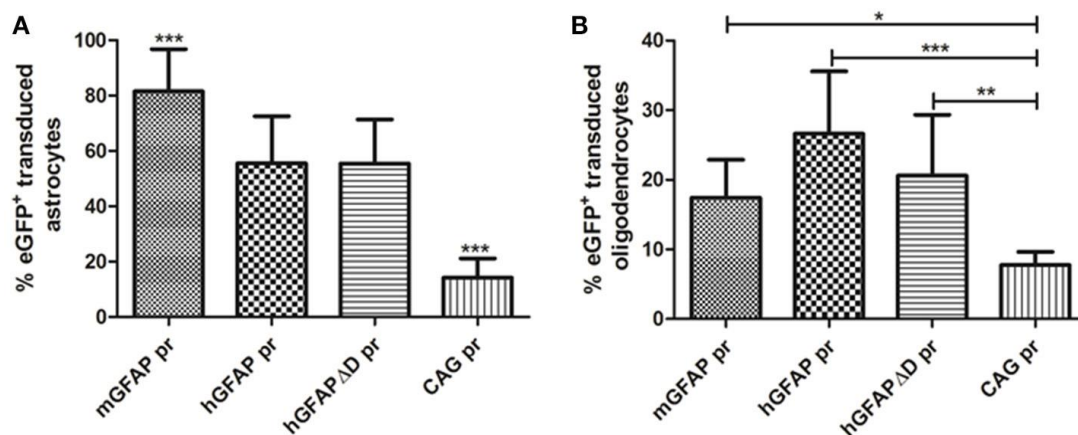 A
% eGFP⁺ transduced
astrocytes
100
80
60
40
20
0
***
***
mGFAP pr
hGFAP pr
hGFAPΔD pr
CAG pr
B
% eGFP⁺ transduced
oligodendrocytes
40
30
20
10
0
*
***
**
mGFAP pr
hGFAP pr
hGFAPΔD pr
CAG pr